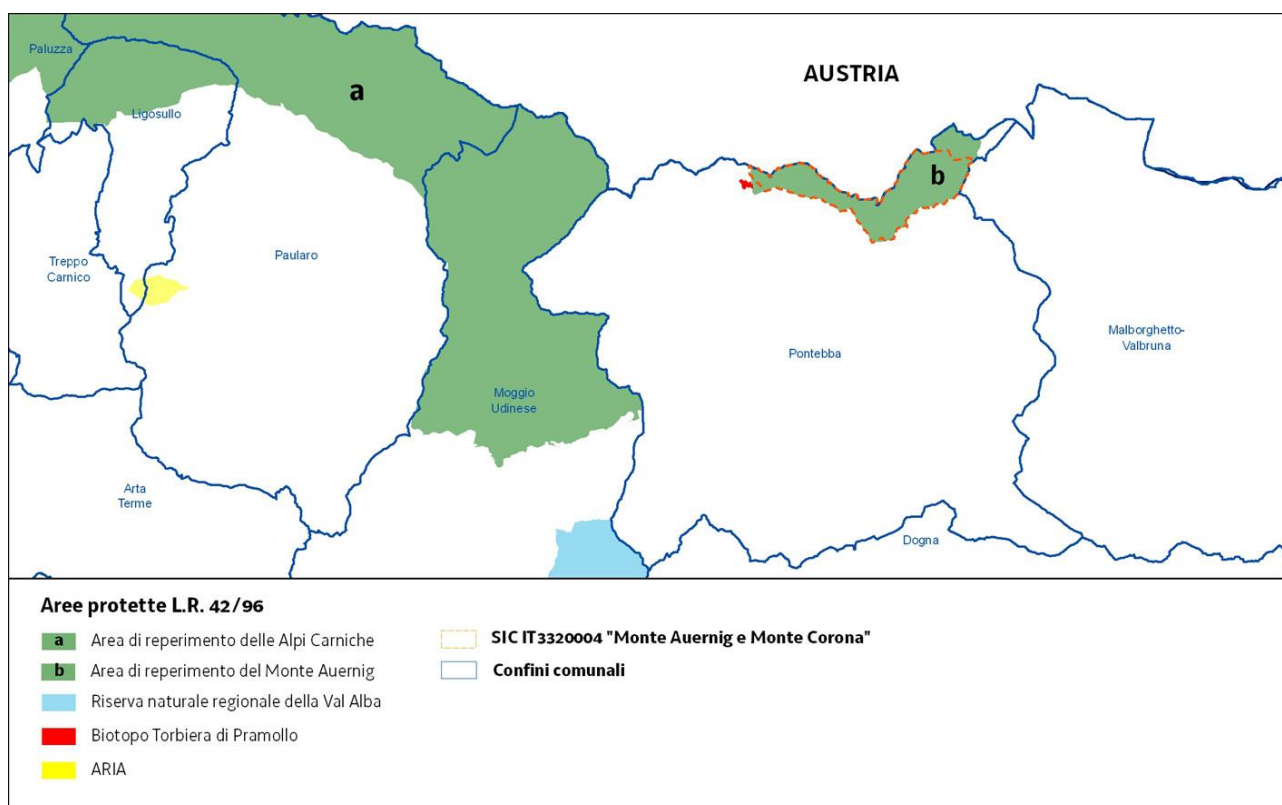 AUSTRIA
Paluzza
a
Ligosullo
b
Treppo
Carnico
Paularo
Malborghetto-
Valbruna
Pontebba
Moggio
Udinese
Arta
Terme
Dogna
Aree protette L.R. 42/96
a Area di reperimento delle Alpi Carniche
b Area di reperimento del Monte Auernig
Riserva naturale regionale della Val Alba
Biotopo Torbiera di Pramollo
ARIA
SIC IT3320004 "Monte Auernig e Monte Corona"
Confini comunali